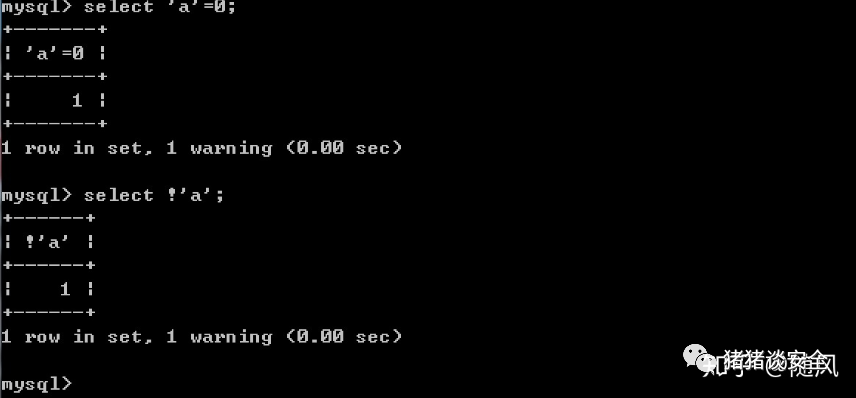 mysql> select 'a'=0;
+-------+
| 'a'=0 |
+-------+
|     1 |
+-------+
1 row in set, 1 warning (0.00 sec)
mysql> select !'a';
+------+
| !'a' |
+------+
|    1 |
+------+
1 row in set, 1 warning (0.00 sec)
猪猪谈安全
知乎 @随风
mysql>